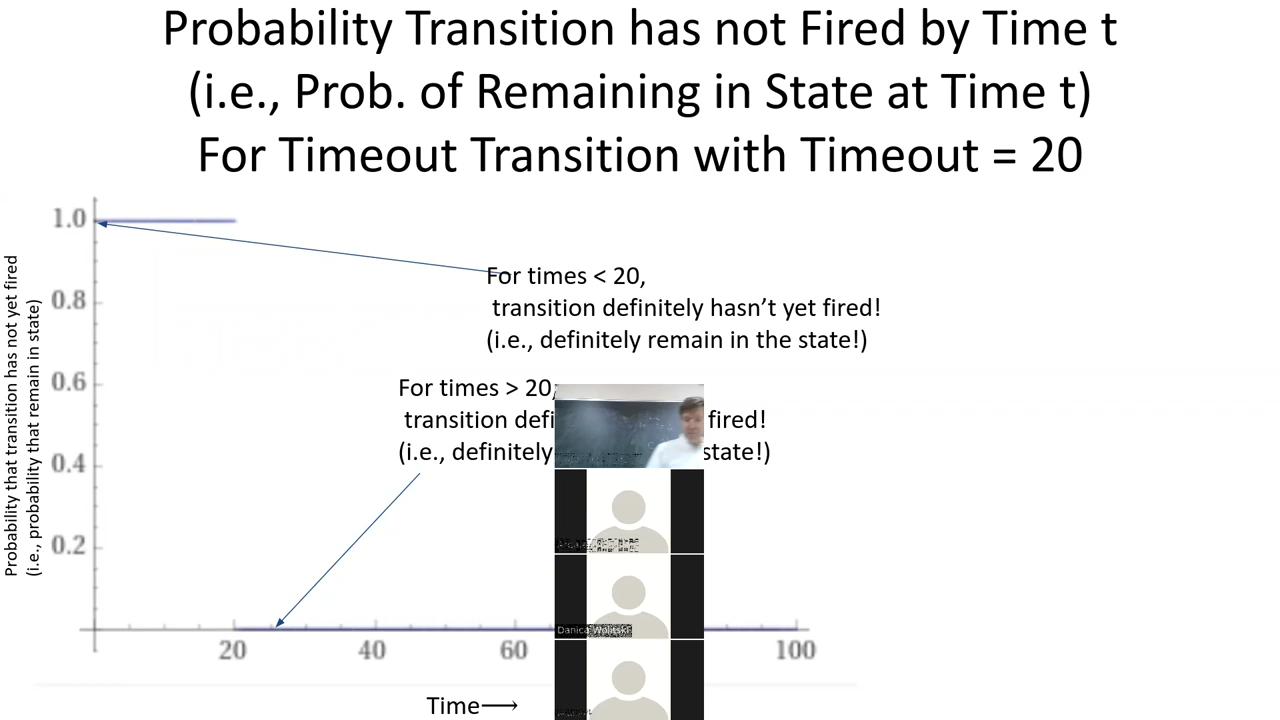 Probability Transition has not Fired by Time t
(i.e., Prob. of Remaining in State at Time t)
For Timeout Transition with Timeout = 20
Probability that transition has not yet fired
(i.e., probability that remain in state)
1.0
0.8
0.6
0.4
0.2
For times < 20,
transition definitely hasn’t yet fired!
(i.e., definitely remain in the state!)
For times > 20,
transition defi fired!
(i.e., definitely state!)
20 40 60 100
Danica Wolitski
Time